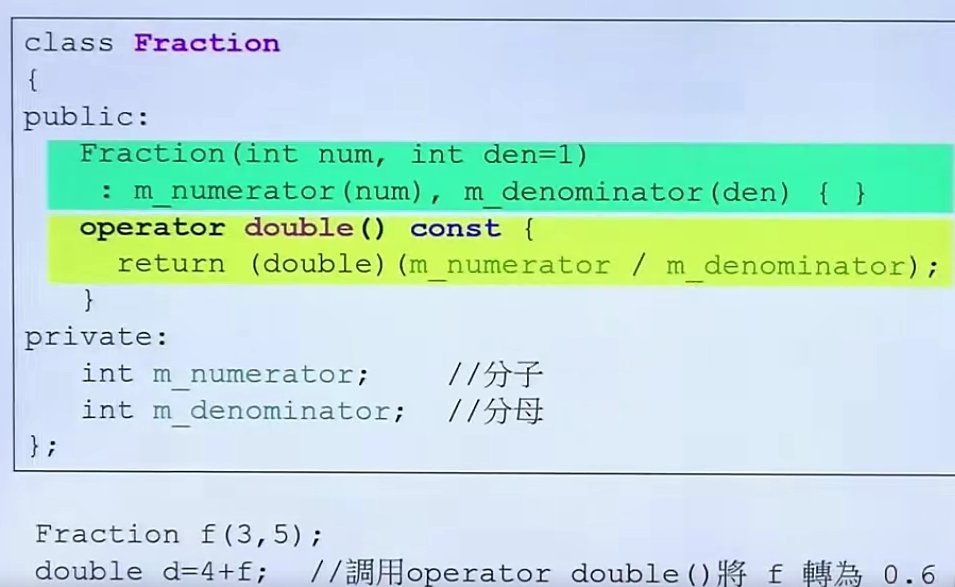 class Fraction
{
public:
Fraction(int num, int den=1)
: m_numerator(num), m_denominator(den) { }
operator double() const {
return (double)(m_numerator / m_denominator);
}
private:
int m_numerator; //分子
int m_denominator; //分母
};
Fraction f(3,5);
double d=4+f; //調用operator double()將 f 轉為 0.6